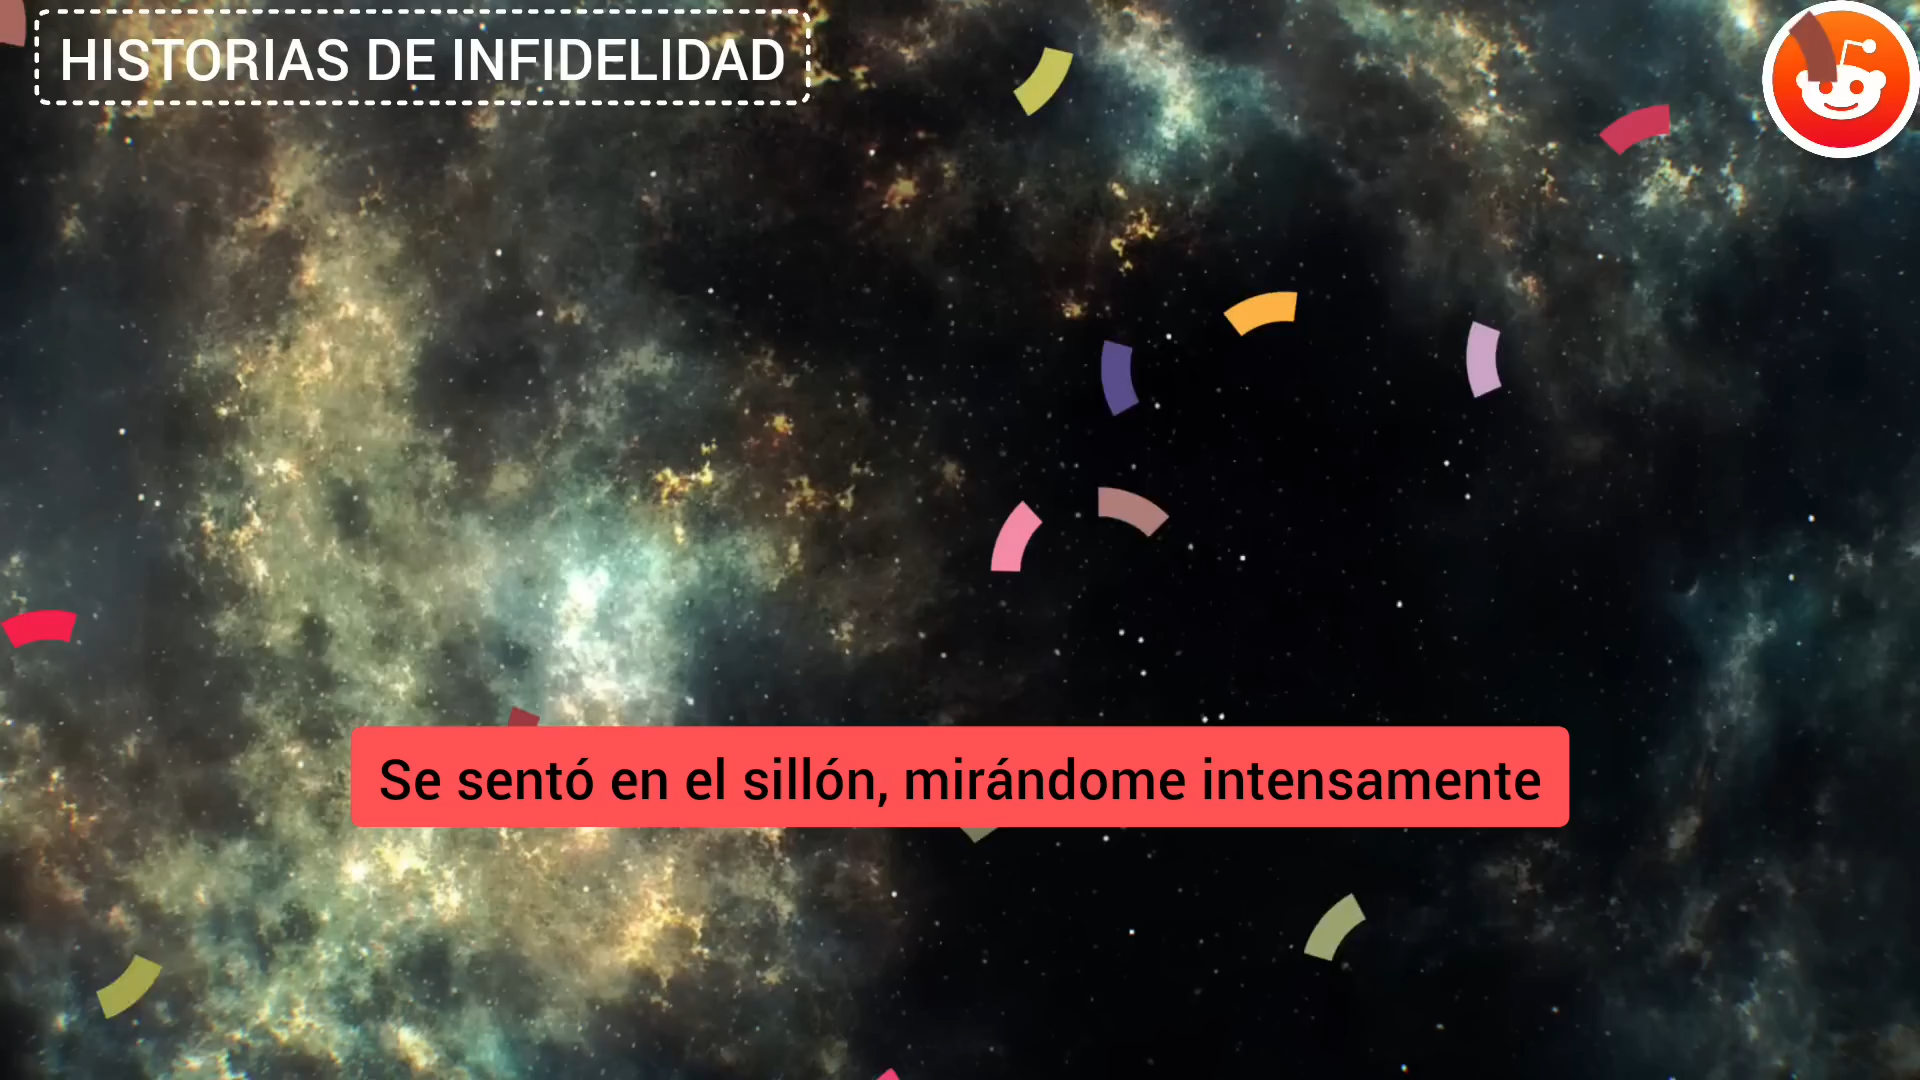 HISTORIAS DE INFIDELIDAD
Se sentó en el sillón, mirándome intensamente